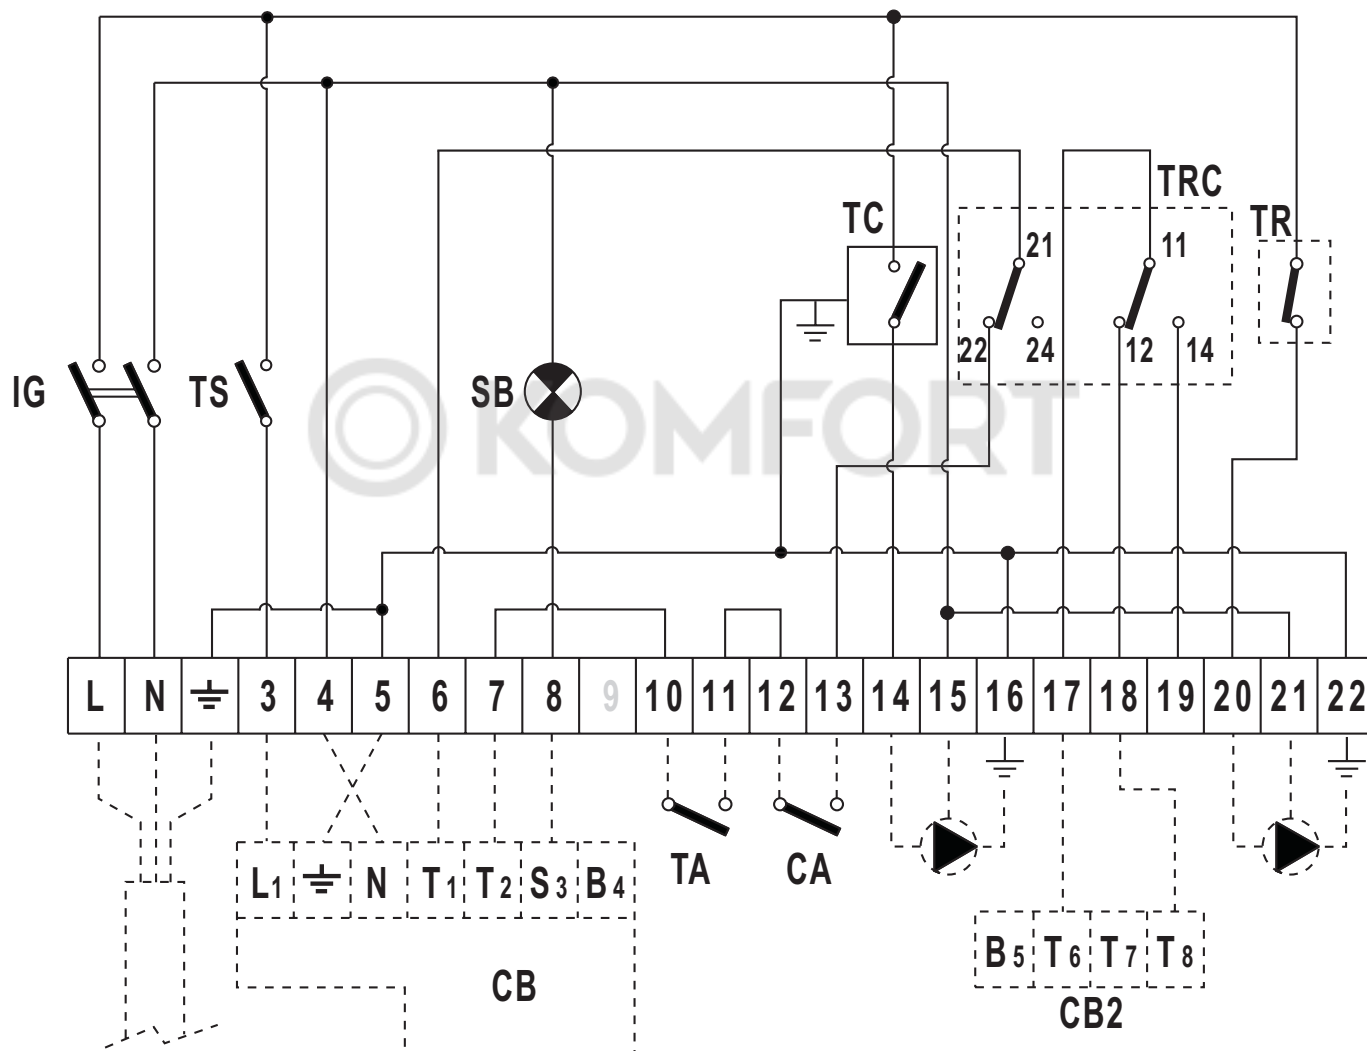 TRC
TC
TR
21
11
22
24
12
14
IG
TS
SB
KOMFORT
L N 3 4 5 6 7 8 9 10 11 12 13 14 15 16 17 18 19 20 21 22
TA
CA
L1 N T1 T2 S3 B4
B5 T6 T7 T8
CB
CB2